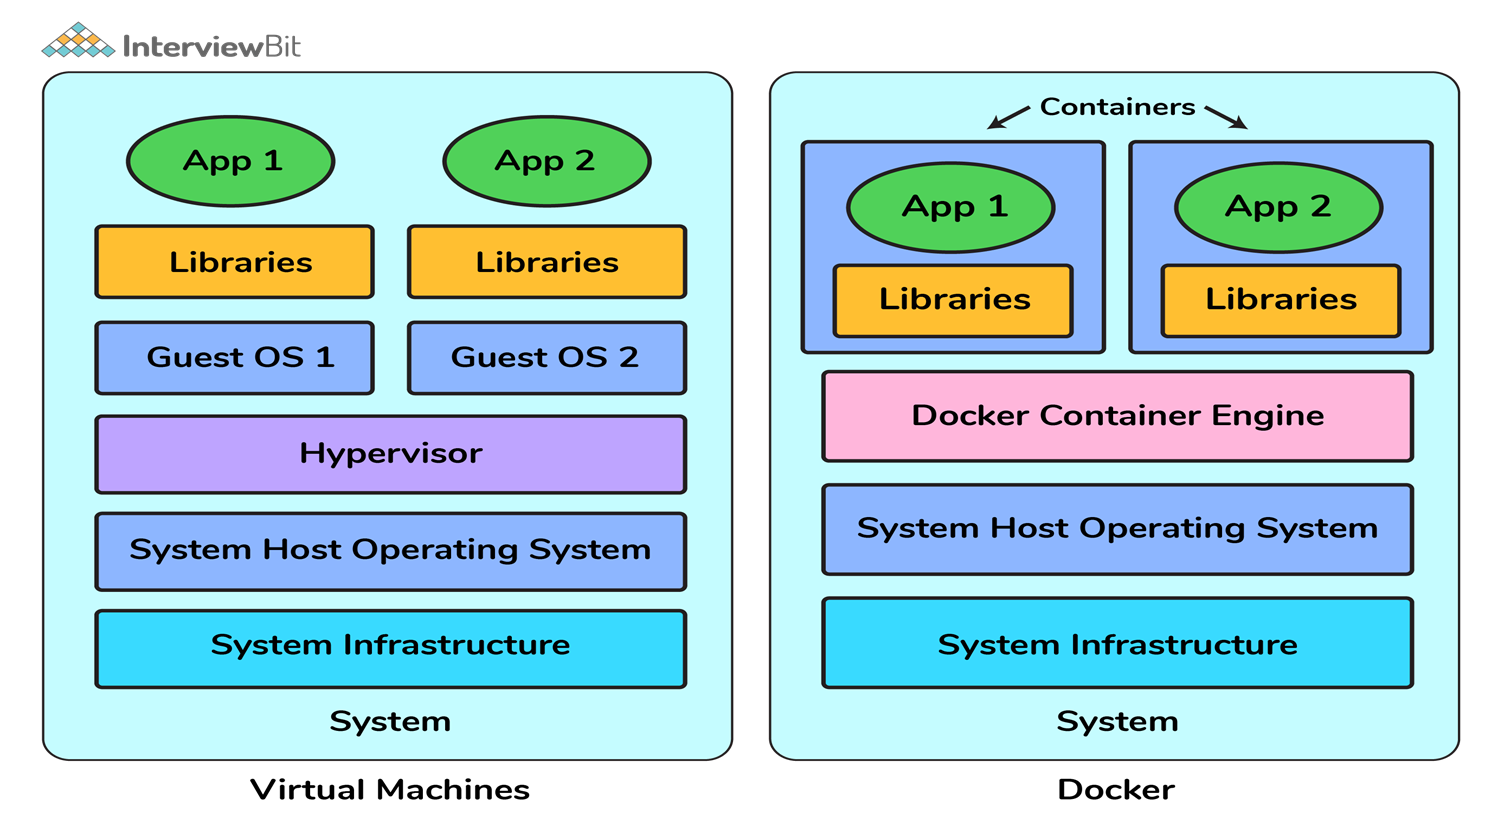 InterviewBit
App 1
App 2
Libraries
Libraries
Guest OS 1
Guest OS 2
Hypervisor
System Host Operating System
System Infrastructure
System
Virtual Machines
Containers
App 1
App 2
Libraries
Libraries
Docker Container Engine
System Host Operating System
System Infrastructure
System
Docker